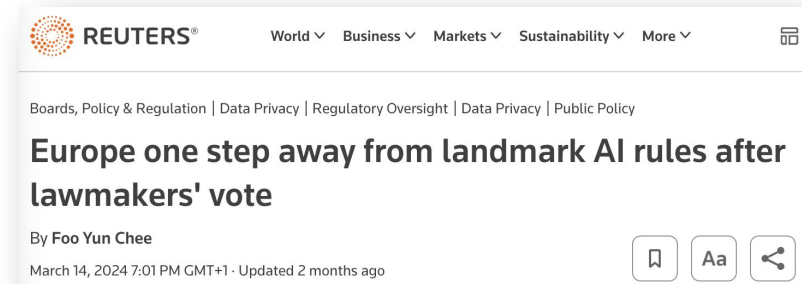 REUTERS®
World Business Markets Sustainability More
Boards, Policy & Regulation | Data Privacy | Regulatory Oversight | Data Privacy | Public Policy
Europe one step away from landmark AI rules after
lawmakers' vote
By Foo Yun Chee
Aa
March 14, 2024 7:01 PM GMT+1 · Updated 2 months ago